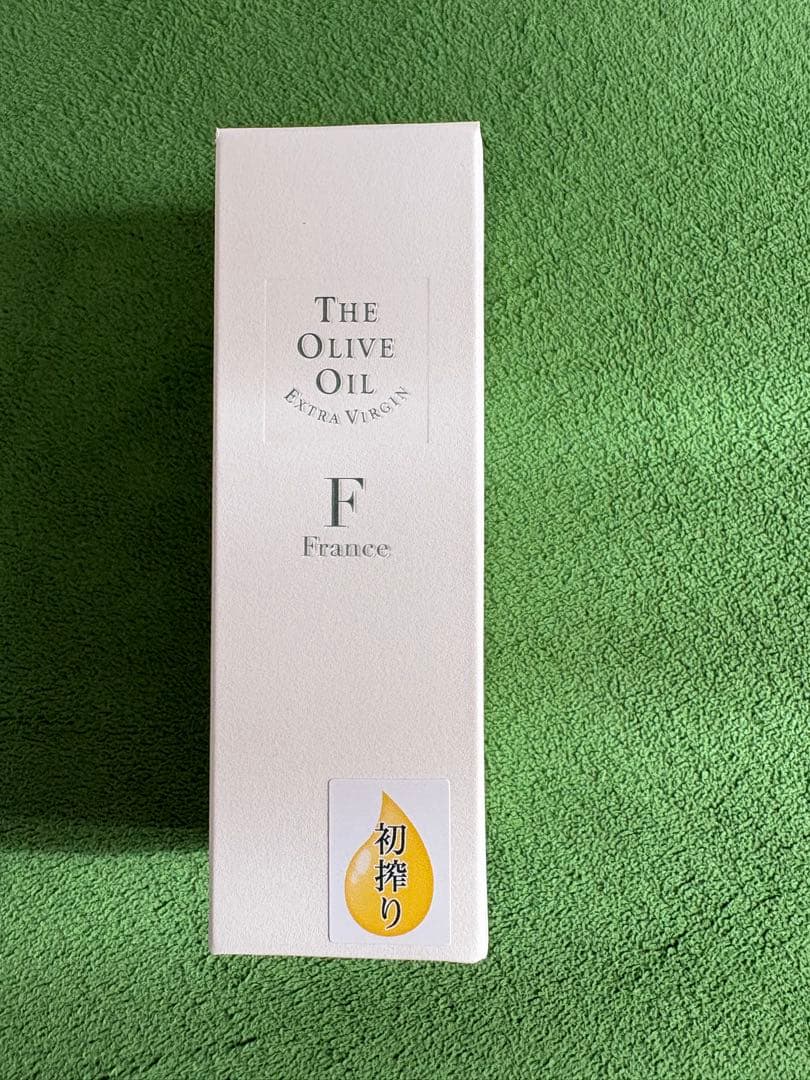 THE
OLIVE
OIL
EXTRA VIRGIN
F
France
初搾り